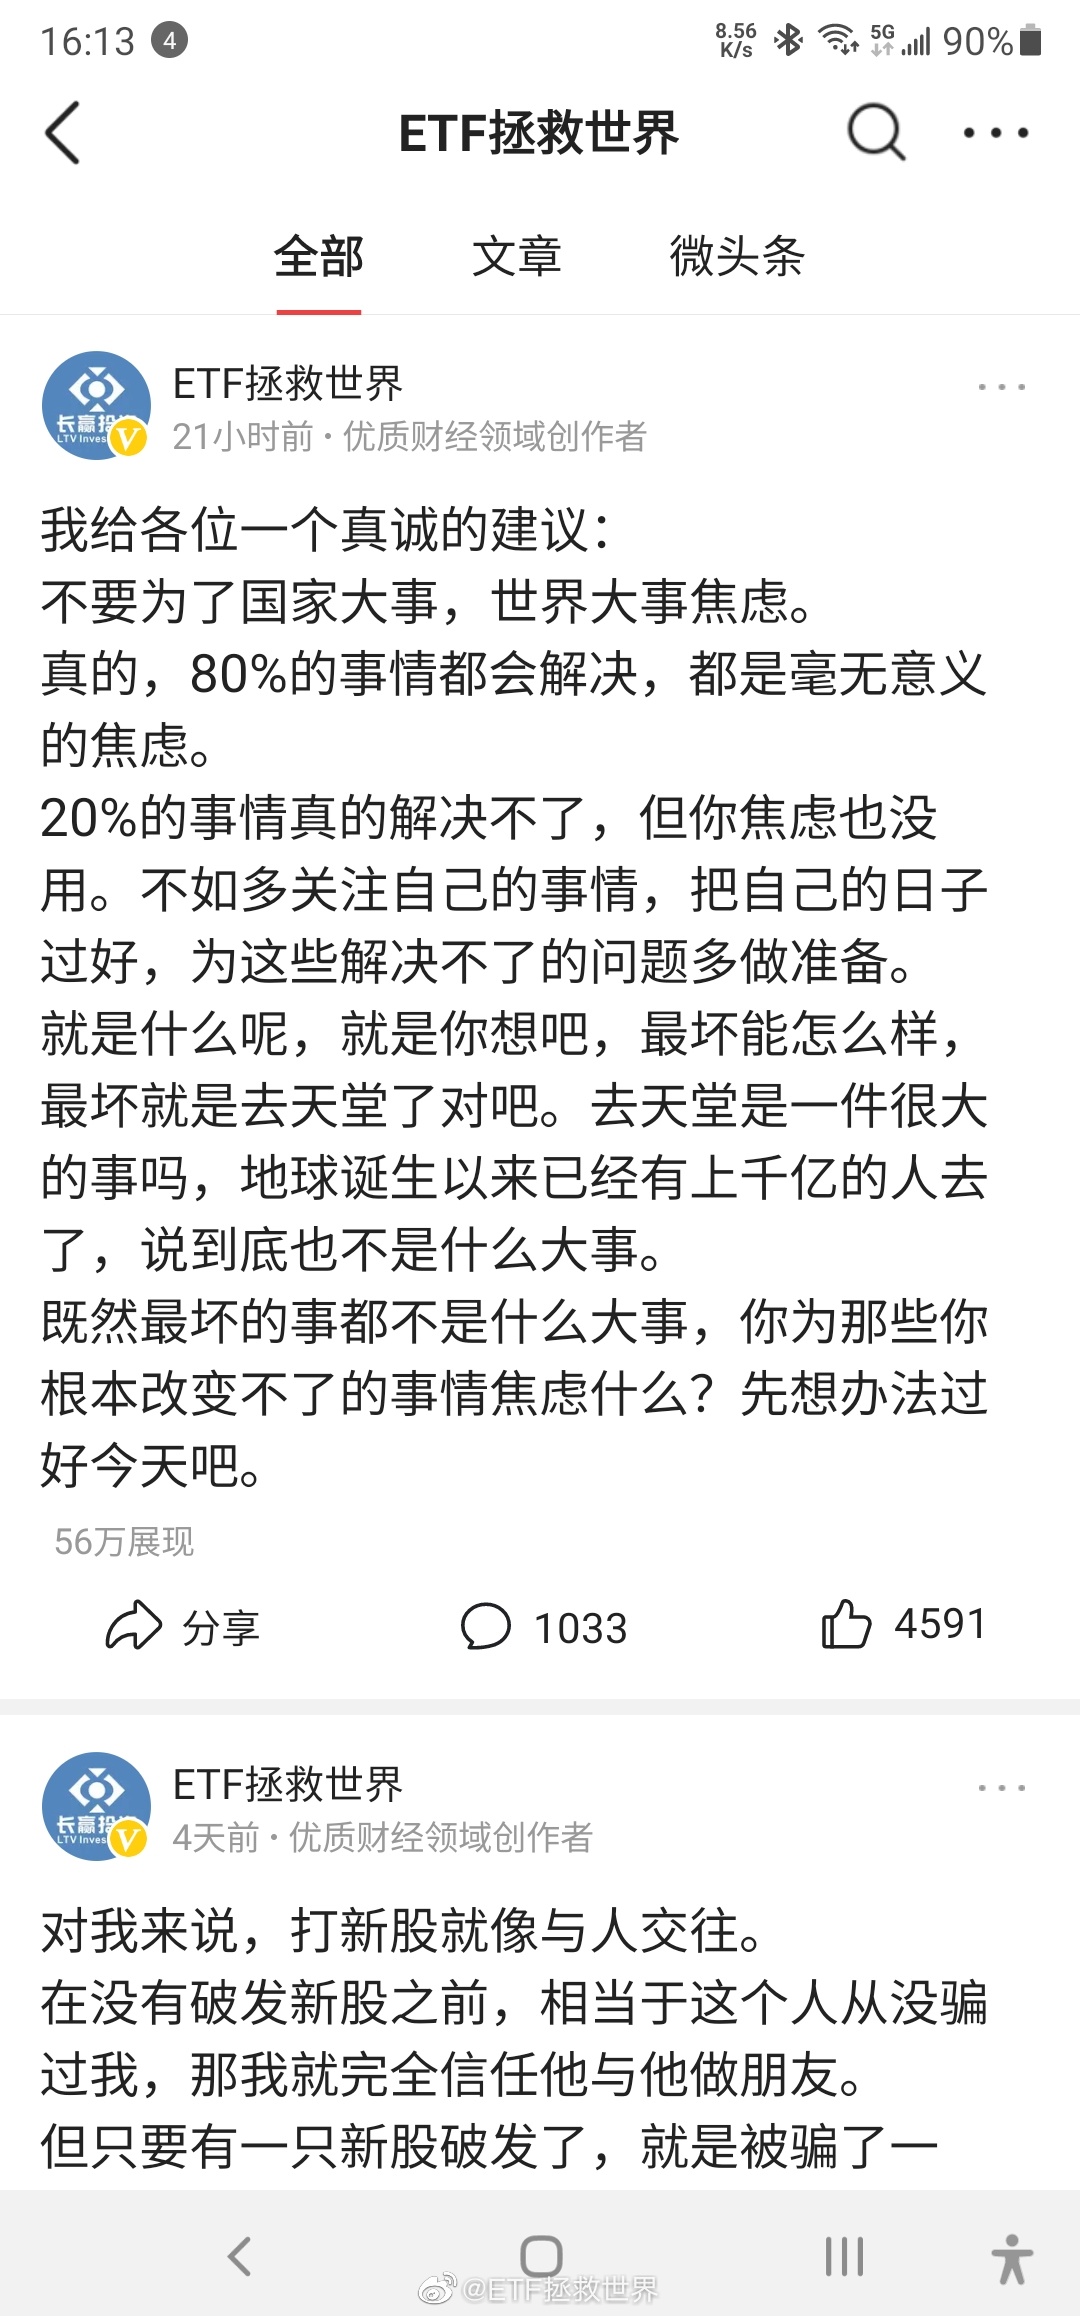 16:13 4 8.56 K/s 5G 90%
ETF拯救世界
全部 文章 微头条
长赢投资
LTV Inves
V
ETF拯救世界
21小时前·优质财经领域创作者
我给各位一个真诚的建议：
不要为了国家大事，世界大事焦虑。
真的，80%的事情都会解决，都是毫无意义
的焦虑。
20%的事情真的解决不了，但你焦虑也没
用。不如多关注自己的事情，把自己的日子
过好，为这些解决不了的问题多做准备。
就是什么呢，就是你想吧，最坏能怎么样，
最坏就是去天堂了对吧。去天堂是一件很大
的事吗，地球诞生以来已经有上千亿的人去
了，说到底也不是什么大事。
既然最坏的事都不是什么大事，你为那些你
根本改变不了的事情焦虑什么？先想办法过
好今天吧。
56万展现
分享 1033 4591
长赢投资
LTV Inves
V
ETF拯救世界
4天前·优质财经领域创作者
对我来说，打新股就像与人交往。
在没有破发新股之前，相当于这个人从没骗
过我，那我就完全信任他与他做朋友。
但只要有一只新股破发了，就是被骗了一
@ETF拯救世界